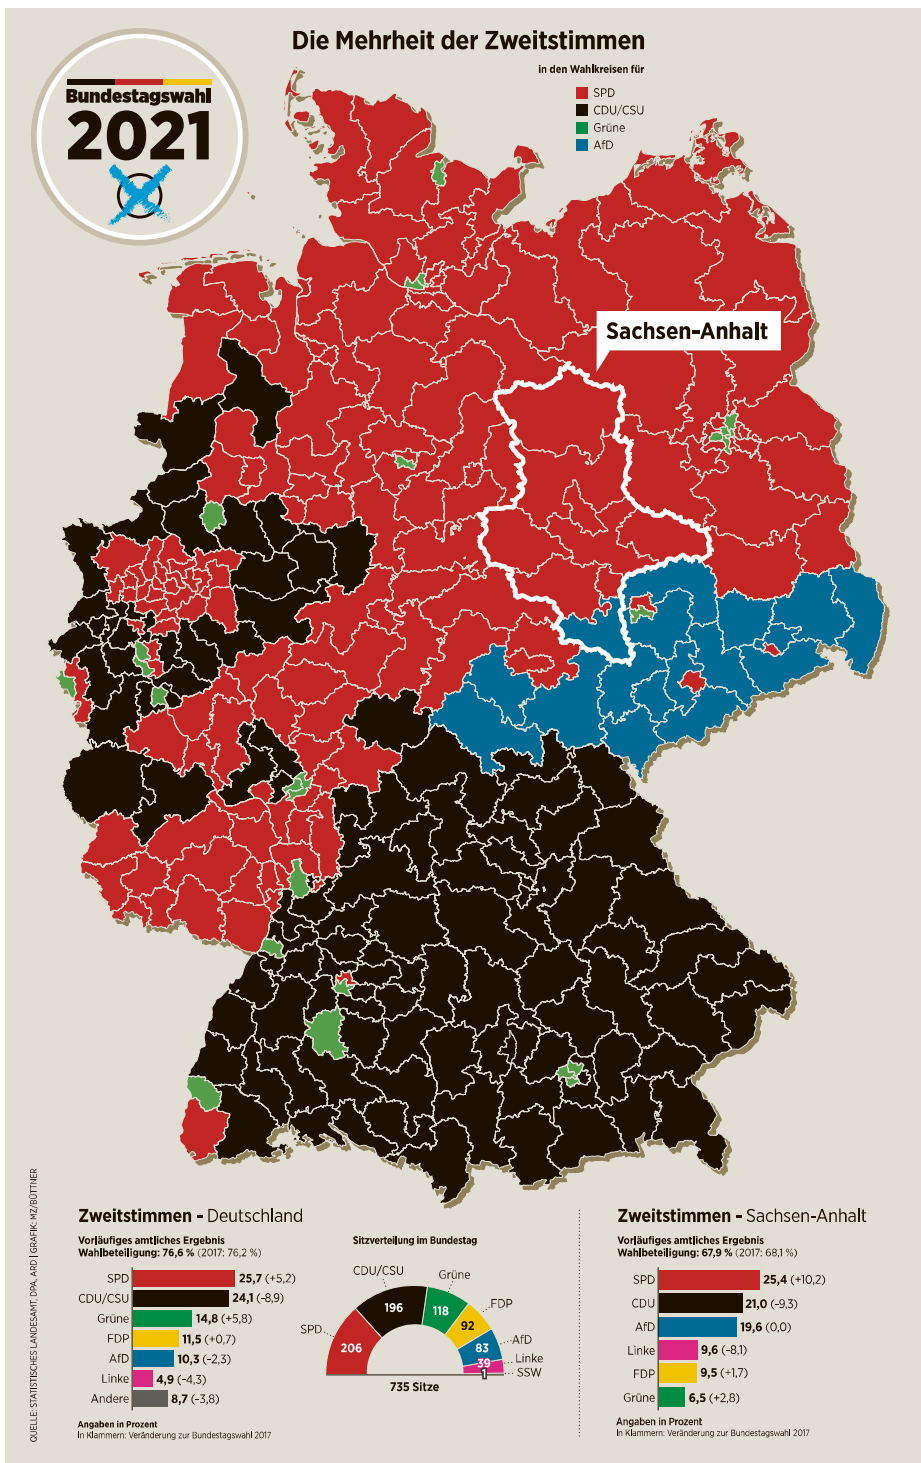 Die Mehrheit der Zweitstimmen
in den Wahlkreisen für
SPD
CDU/CSU
Grüne
AfD
Bundestagswahl
2021
Sachsen-Anhalt
QUELLE: STATISTISCHES LANDESAMT, DPA, ARD | GRAFIK: MZ/BÜTTNER
Zweitstimmen - Deutschland
Vorläufiges amtliches Ergebnis
Wahlbeteiligung: 76,6 % (2017: 76,2 %)
SPD 25,7 (+5,2)
CDU/CSU 24,1 (–8,9)
Grüne 14,8 (+5,8)
FDP 11,5 (+0,7)
AfD 10,3 (–2,3)
Linke 4,9 (–4,3)
Andere 8,7 (–3,8)
Angaben in Prozent
In Klammern: Veränderung zur Bundestagswahl 2017
Sitzverteilung im Bundestag
SPD 206
CDU/CSU 196
Grüne 118
FDP 92
AfD 83
Linke 39
SSW 1
735 Sitze
Zweitstimmen - Sachsen-Anhalt
Vorläufiges amtliches Ergebnis
Wahlbeteiligung: 67,9 % (2017: 68,1 %)
SPD 25,4 (+10,2)
CDU 21,0 (–9,3)
AfD 19,6 (0,0)
Linke 9,6 (–8,1)
FDP 9,5 (+1,7)
Grüne 6,5 (+2,8)
Angaben in Prozent
In Klammern: Veränderung zur Bundestagswahl 2017